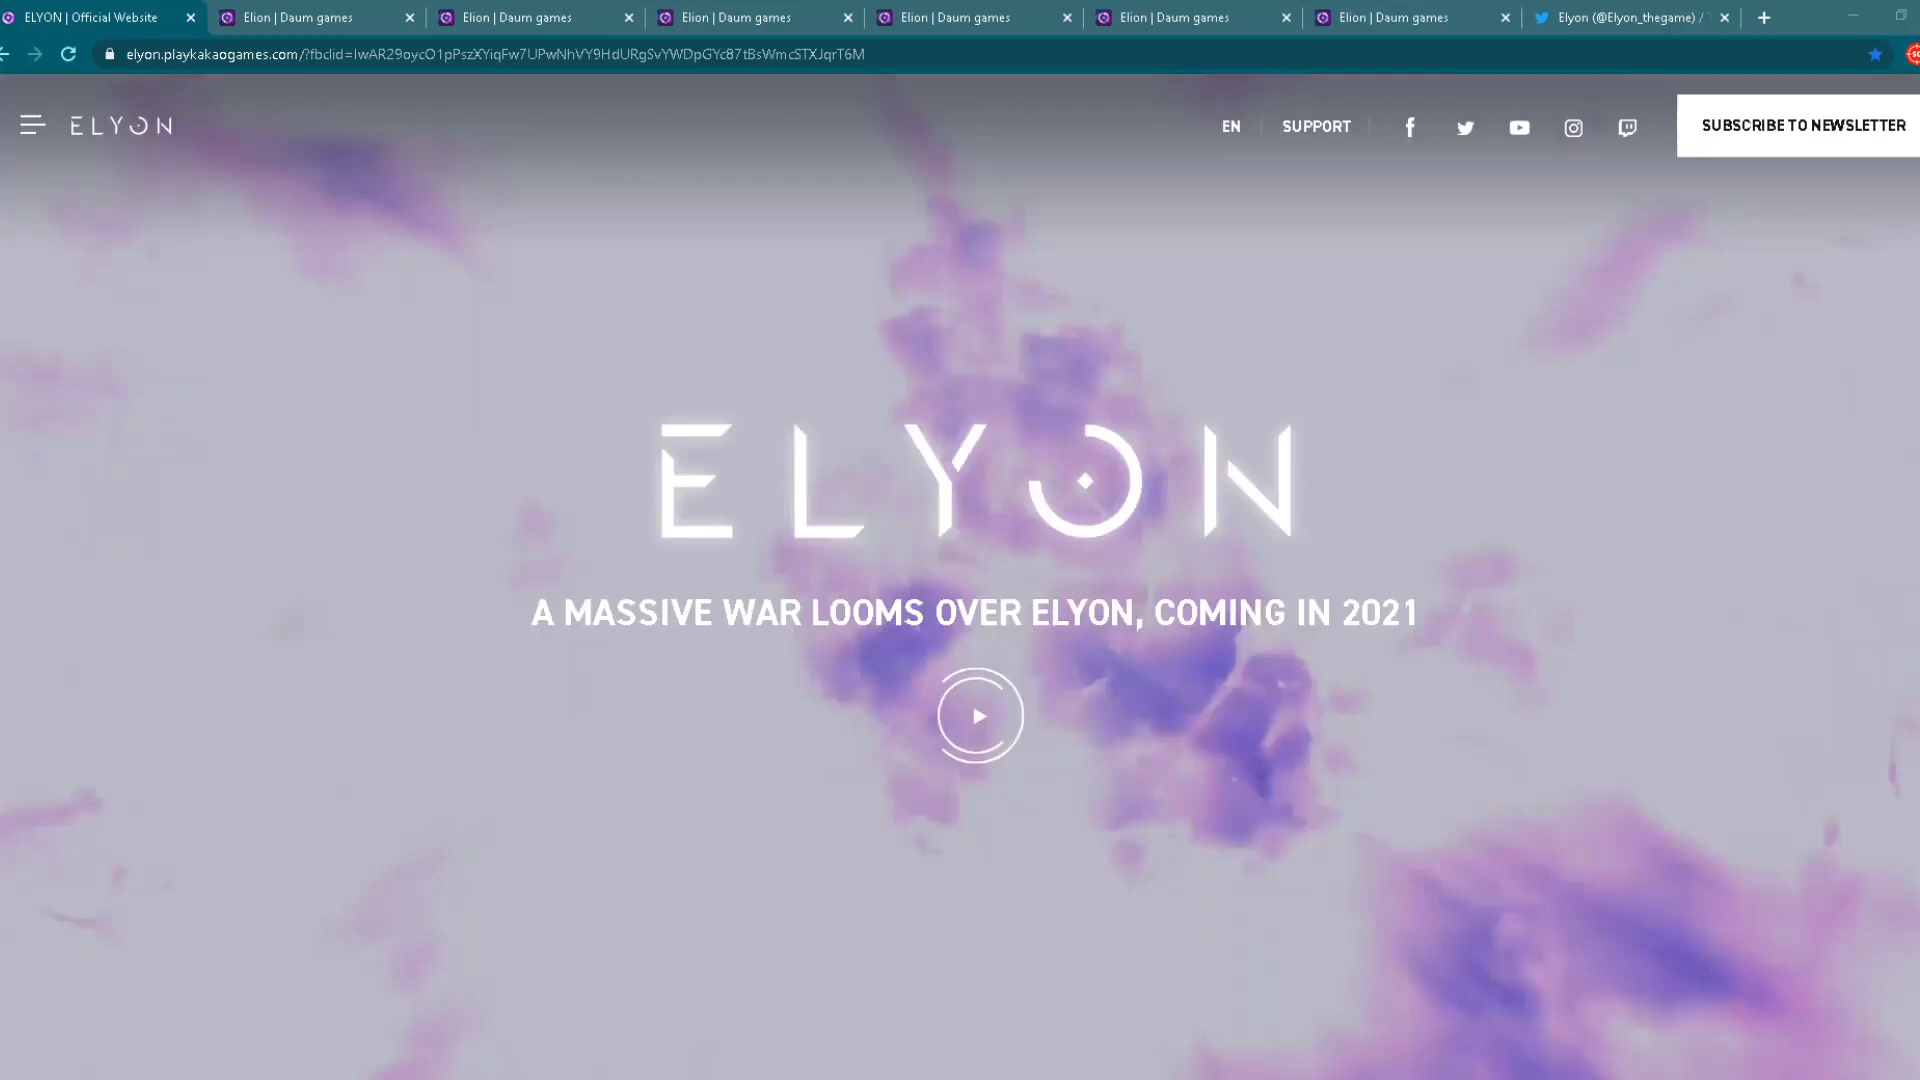 ELYON | Official Website
Elion | Daum games
Elion | Daum games
Elion | Daum games
Elion | Daum games
Elion | Daum games
Elion | Daum games
Elyon (@Elyon_thegame) /
elyon.playkakaogames.com/?fbclid=IwAR29oycO1pPszXYiqFw7UPwNhVY9HdURgSvYWDpGYc87tBsWmcSTXJqrT6M
ELYON
EN
SUPPORT
SUBSCRIBE TO NEWSLETTER
ELYON
A MASSIVE WAR LOOMS OVER ELYON, COMING IN 2021